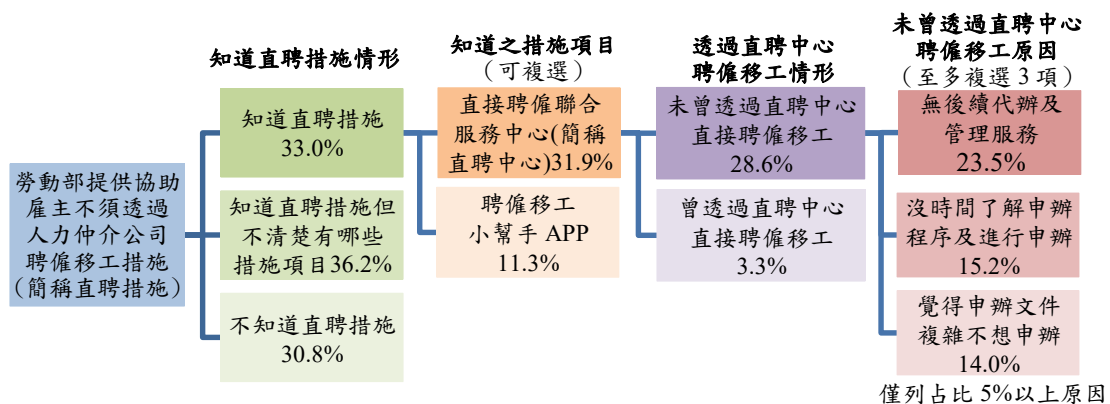 勞動部提供協助
雇主不須透過
人力仲介公司
聘僱移工措施
(簡稱直聘措施)
知道直聘措施情形
知道直聘措施
33.0%
知道直聘措施但
不清楚有哪些
措施項目36.2%
不知道直聘措施
30.8%
知道之措施項目
(可複選)
直接聘僱聯合
服務中心(簡稱
直聘中心)31.9%
聘僱移工
小幫手 APP
11.3%
透過直聘中心
聘僱移工情形
未曾透過直聘中心
直接聘僱移工
28.6%
曾透過直聘中心
直接聘僱移工
3.3%
未曾透過直聘中心
聘僱移工原因
(至多複選 3 項)
無後續代辦及
管理服務
23.5%
沒時間了解申辦
程序及進行申辦
15.2%
覺得申辦文件
複雜不想申辦
14.0%
僅列占比 5%以上原因